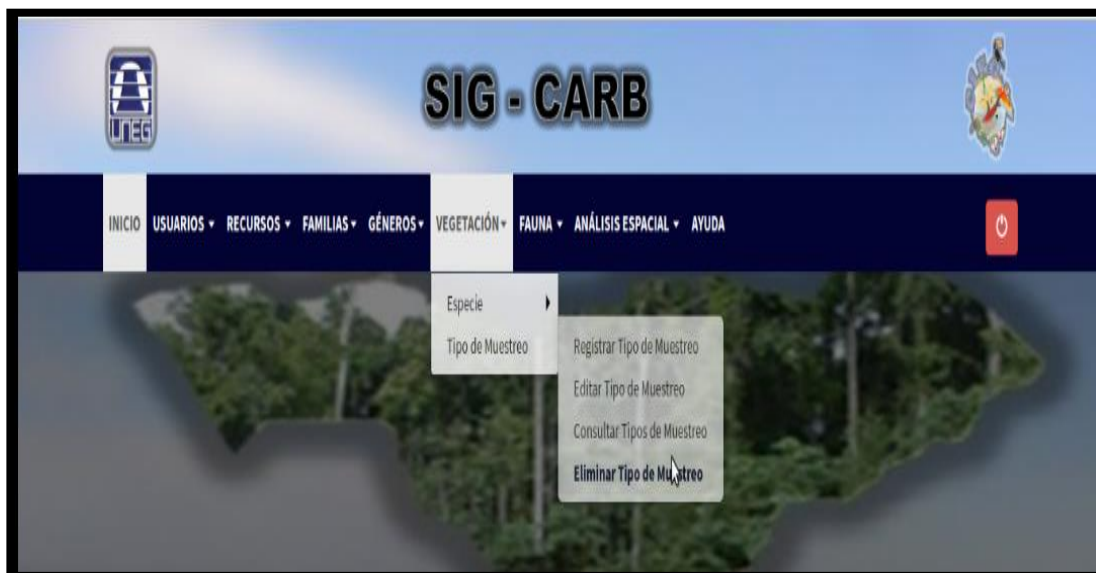 UNEG
SIG - CARB
INICIO USUARIOS RECURSOS FAMILIAS GÉNEROS VEGETACIÓN FAUNA ANÁLISIS ESPACIAL AYUDA
Especie
Tipo de Muestreo
Registrar Tipo de Muestreo
Editar Tipo de Muestreo
Consultar Tipos de Muestreo
Eliminar Tipo de Muestreo